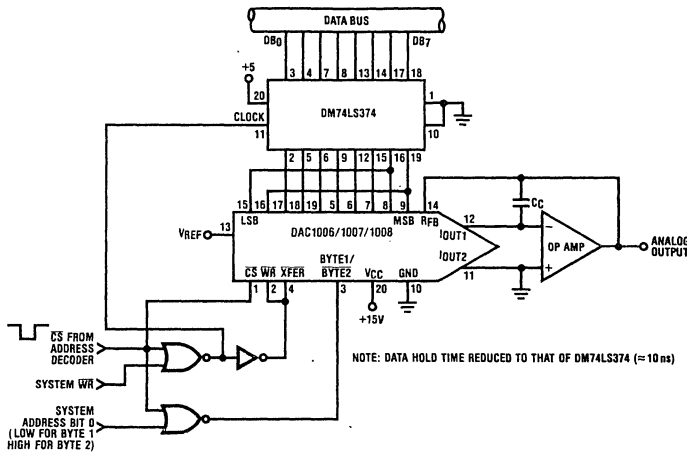 DATA BUS
DB0 DB7
3 4 7 8 13 14 17 18
+5
20 DM74LS374 1
CLOCK
11 10
2 5 6 9 12 15 16 19
15 16 17 18 19 5 6 7 8 9 14
LSB MSB RFB
CC
VREF 13 DAC1006/1007/1008 IOUT1 12 − OP AMP ANALOG
OUTPUT
IOUT2 11 +
BYTE1/
CS WR XFER BYTE2 VCC GND
1 2 4 3 20 10
+15V
CS FROM
ADDRESS
DECODER
NOTE: DATA HOLD TIME REDUCED TO THAT OF DM74LS374 (≈10 ns)
SYSTEM WR
SYSTEM
ADDRESS BIT 0
(LOW FOR BYTE 1
HIGH FOR BYTE 2)